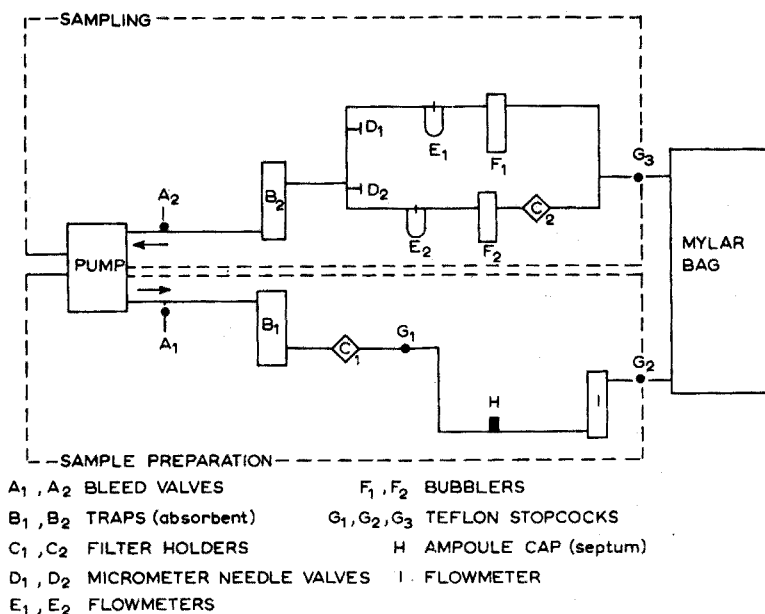 SAMPLING
A₂
D₁
E₁
F₁
G₃
B₂
D₂
C₂
E₂
F₂
MYLAR
BAG
PUMP
A₁
B₁
C₁
G₁
G₂
H
I
SAMPLE PREPARATION
A₁, A₂ BLEED VALVES
F₁, F₂ BUBBLERS
B₁, B₂ TRAPS (absorbent)
G₁, G₂, G₃ TEFLON STOPCOCKS
C₁, C₂ FILTER HOLDERS
H AMPOULE CAP (septum)
D₁, D₂ MICROMETER NEEDLE VALVES
I FLOWMETER
E₁, E₂ FLOWMETERS